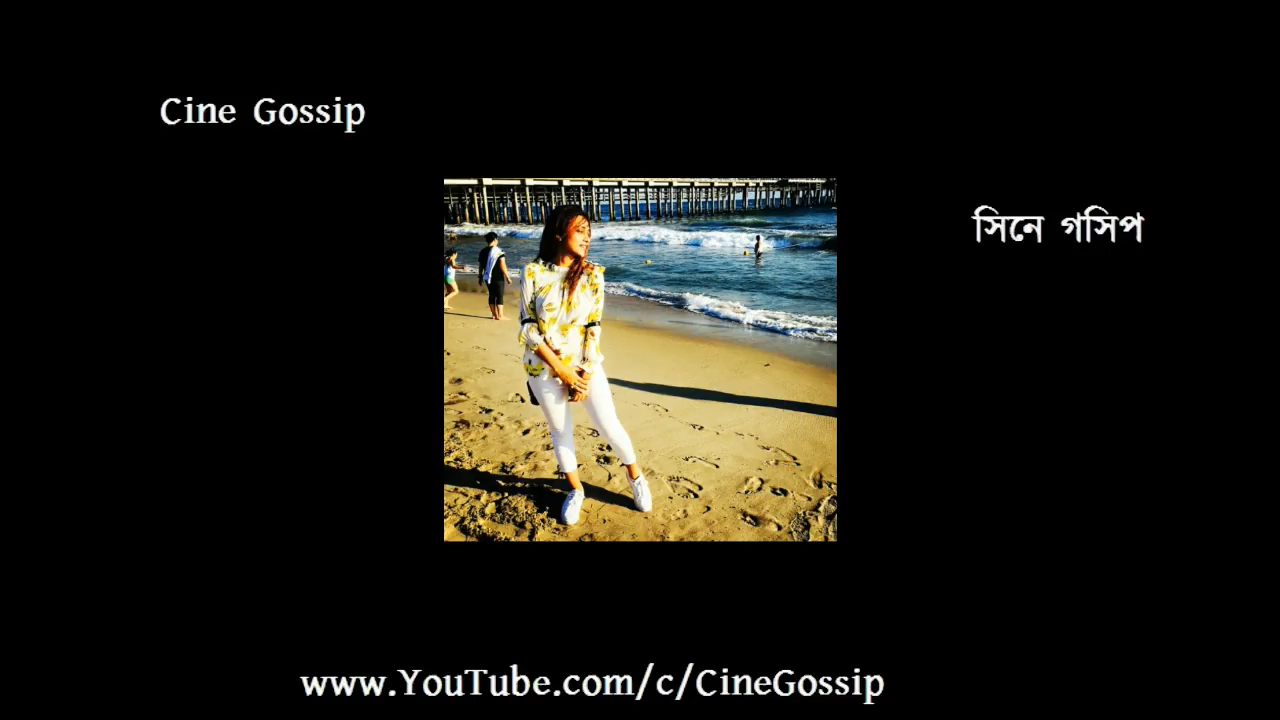 Cine Gossip
সিনে গসিপ
www.YouTube.com/c/CineGossip